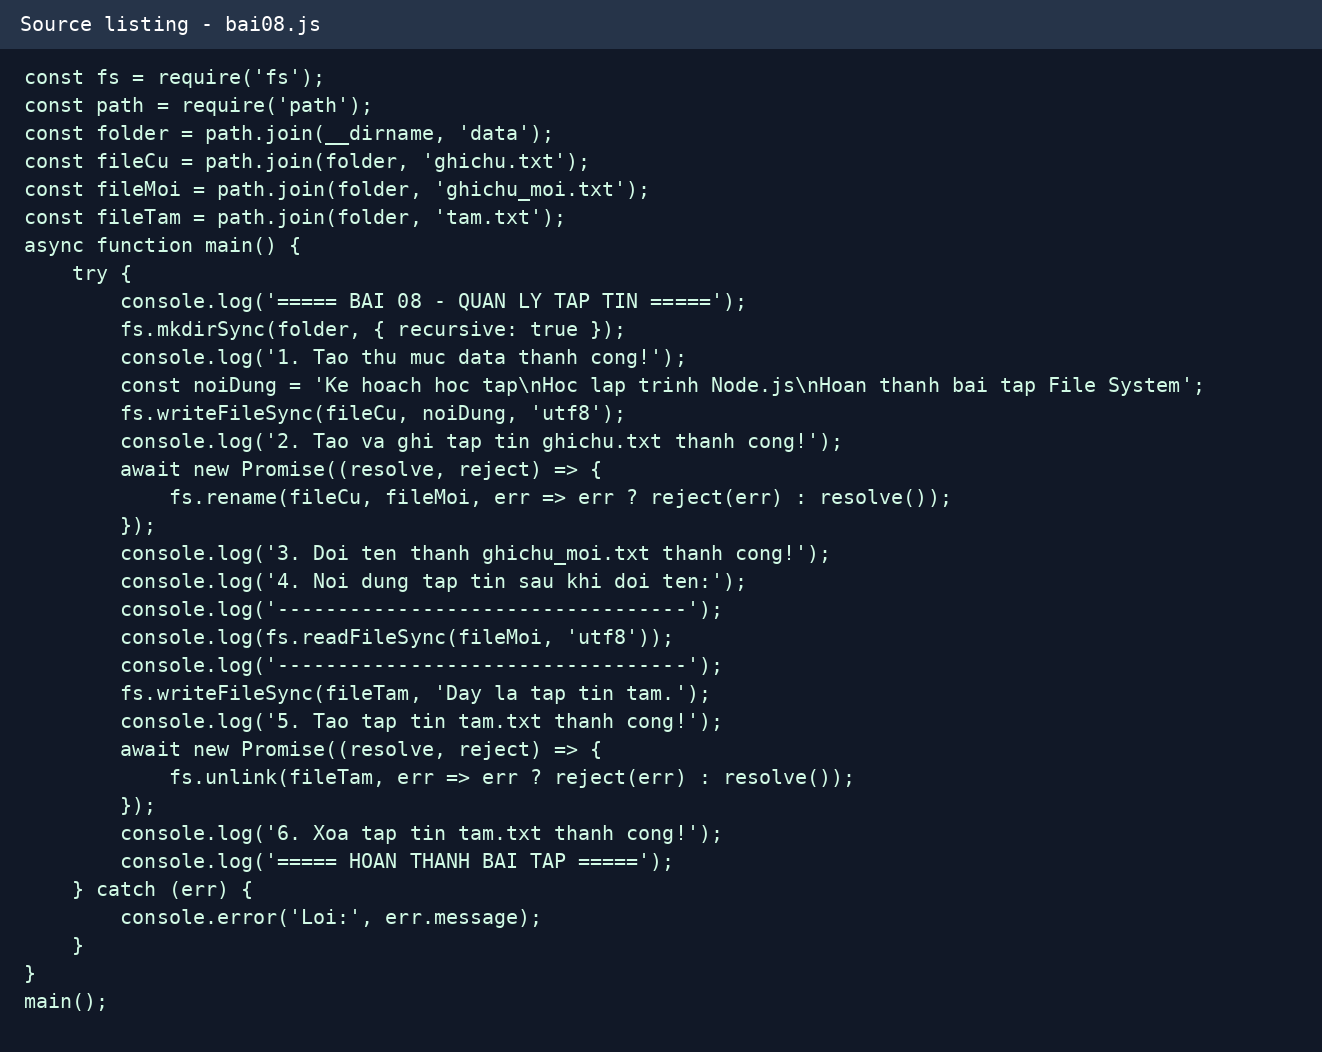 Source listing - bai08.js
const fs = require('fs');
const path = require('path');
const folder = path.join(__dirname, 'data');
const fileCu = path.join(folder, 'ghichu.txt');
const fileMoi = path.join(folder, 'ghichu_moi.txt');
const fileTam = path.join(folder, 'tam.txt');
async function main() {
    try {
        console.log('===== BAI 08 - QUAN LY TAP TIN =====');
        fs.mkdirSync(folder, { recursive: true });
        console.log('1. Tao thu muc data thanh cong!');
        const noiDung = 'Ke hoach hoc tap\nHoc lap trinh Node.js\nHoan thanh bai tap File System';
        fs.writeFileSync(fileCu, noiDung, 'utf8');
        console.log('2. Tao va ghi tap tin ghichu.txt thanh cong!');
        await new Promise((resolve, reject) => {
            fs.rename(fileCu, fileMoi, err => err ? reject(err) : resolve());
        });
        console.log('3. Doi ten thanh ghichu_moi.txt thanh cong!');
        console.log('4. Noi dung tap tin sau khi doi ten:');
        console.log('----------------------------------');
        console.log(fs.readFileSync(fileMoi, 'utf8'));
        console.log('----------------------------------');
        fs.writeFileSync(fileTam, 'Day la tap tin tam.');
        console.log('5. Tao tap tin tam.txt thanh cong!');
        await new Promise((resolve, reject) => {
            fs.unlink(fileTam, err => err ? reject(err) : resolve());
        });
        console.log('6. Xoa tap tin tam.txt thanh cong!');
        console.log('===== HOAN THANH BAI TAP =====');
    } catch (err) {
        console.error('Loi:', err.message);
    }
}
main();